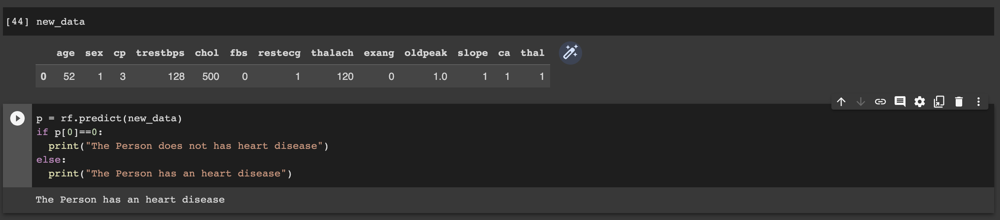 [44] new_data
age sex cp trestbps chol fbs restecg thalach exang oldpeak slope ca thal
0 52 1 3 128 500 0 1 120 0 1.0 1 1 1
p = rf.predict(new_data)
if p[0]==0:
  print("The Person does not has heart disease")
else:
  print("The Person has an heart disease")
The Person has an heart disease